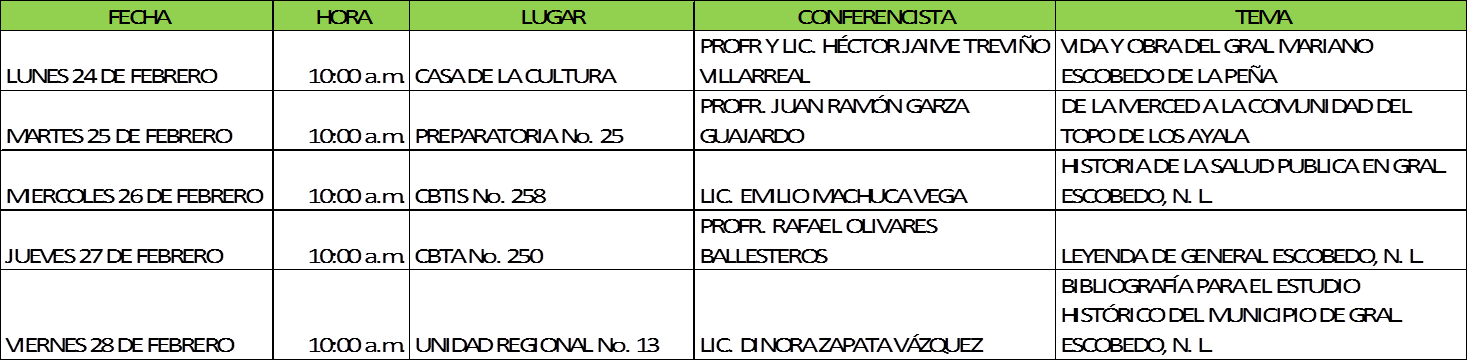 FECHA HORA LUGAR CONFERENCISTA TEMA
LUNES 24 DE FEBRERO 10:00 a.m. CASA DE LA CULTURA PROFR Y LIC. HÉCTOR JAIME TREVIÑO VILLARREAL VIDA Y OBRA DEL GRAL MARIANO ESCOBEDO DE LA PEÑA
MARTES 25 DE FEBRERO 10:00 a.m. PREPARATORIA No. 25 PROFR. JUAN RAMÓN GARZA GUAJARDO DE LA MERCED A LA COMUNIDAD DEL TOPO DE LOS AYALA
MIERCOLES 26 DE FEBRERO 10:00 a.m. CBTIS No. 258 LIC. EMILIO MACHUCA VEGA HISTORIA DE LA SALUD PUBLICA EN GRAL. ESCOBEDO, N. L.
JUEVES 27 DE FEBRERO 10:00 a.m. CBTA No. 250 PROFR. RAFAEL OLIVARES BALLESTEROS LEYENDA DE GENERAL ESCOBEDO, N. L.
VIERNES 28 DE FEBRERO 10:00 a.m. UNIDAD REGIONAL No. 13 LIC. DINORA ZAPATA VÁZQUEZ BIBLIOGRAFÍA PARA EL ESTUDIO HISTÓRICO DEL MUNICIPIO DE GRAL. ESCOBEDO, N. L.